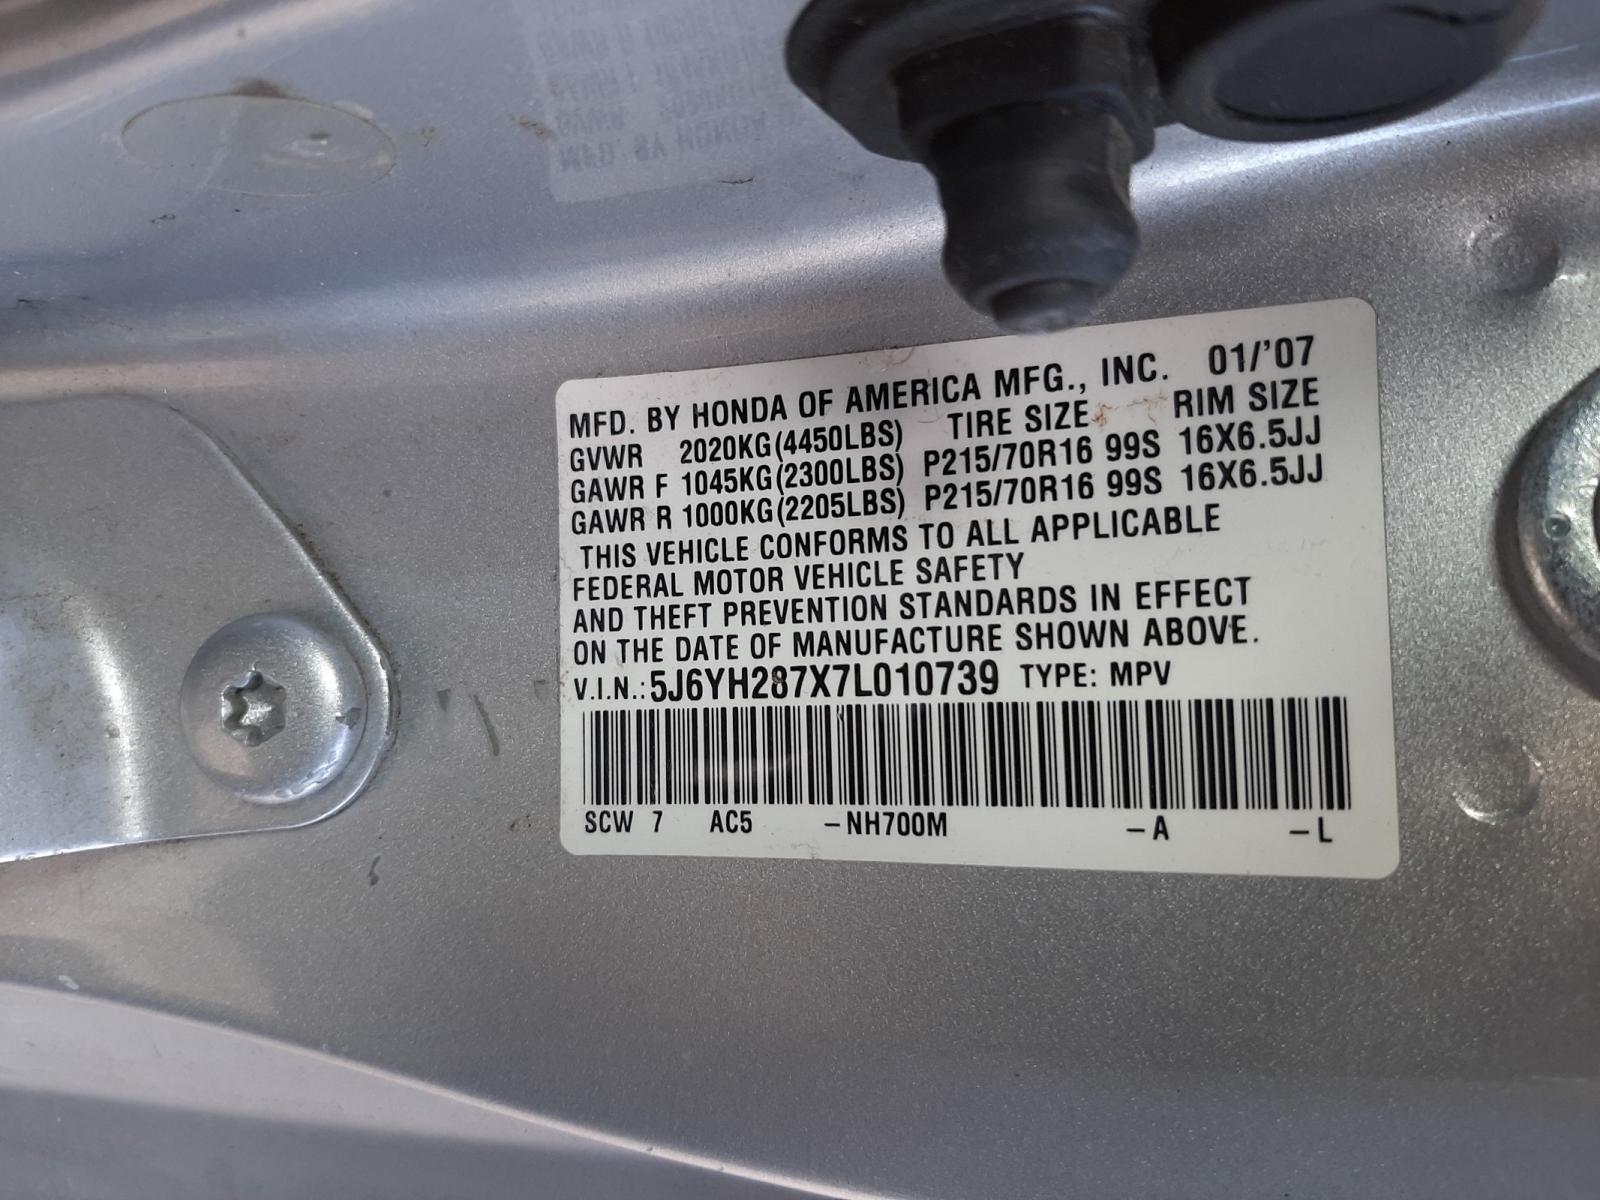 MFD. BY HONDA OF AMERICA MFG., INC. 01/'07
GVWR 2020KG(4450LBS) TIRE SIZE RIM SIZE
GAWR F 1045KG(2300LBS) P215/70R16 99S 16X6.5JJ
GAWR R 1000KG(2205LBS) P215/70R16 99S 16X6.5JJ
THIS VEHICLE CONFORMS TO ALL APPLICABLE
FEDERAL MOTOR VEHICLE SAFETY
AND THEFT PREVENTION STANDARDS IN EFFECT
ON THE DATE OF MANUFACTURE SHOWN ABOVE.
V.I.N.: 5J6YH287X7L010739 TYPE: MPV
SCW 7 AC5 –NH700M –A –L